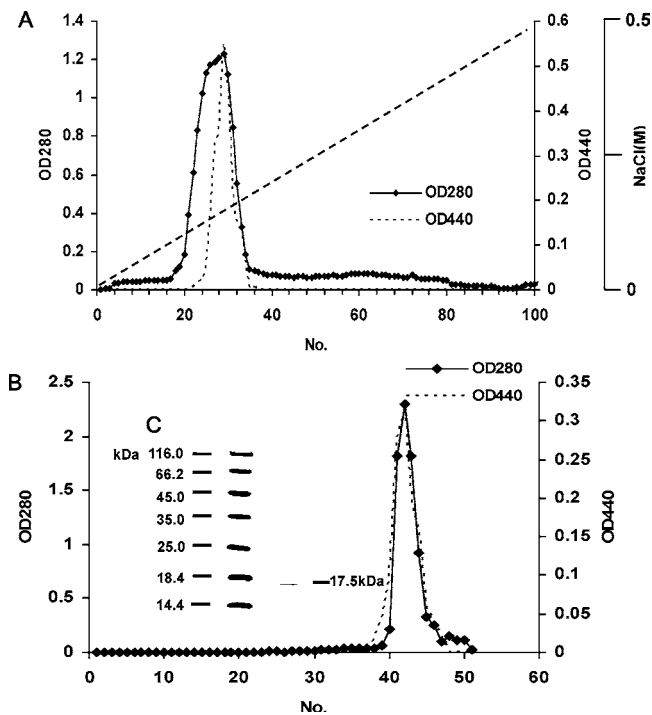 A
1.4
1.2
1
0.8
0.6
0.4
0.2
0
OD280
0.6
0.5
0.4
0.3
0.2
0.1
0
OD440
0.5
0
NaCl(M)
OD280
OD440
0 20 40 60 80 100
No.
B
2.5
2
1.5
1
0.5
0
OD280
OD280
OD440
0.35
0.3
0.25
0.2
0.15
0.1
0.05
0
OD440
C
kDa 116.0
66.2
45.0
35.0
25.0
18.4
14.4
17.5kDa
0 10 20 30 40 50 60
No.